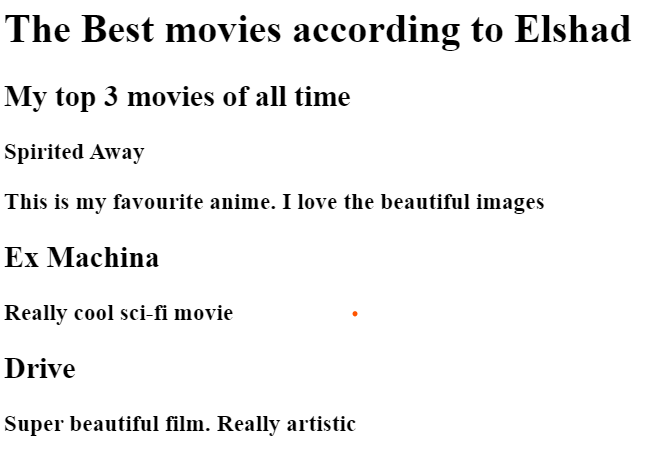 The Best movies according to Elshad
My top 3 movies of all time
Spirited Away
This is my favourite anime. I love the beautiful images
Ex Machina
Really cool sci-fi movie
Drive
Super beautiful film. Really artistic